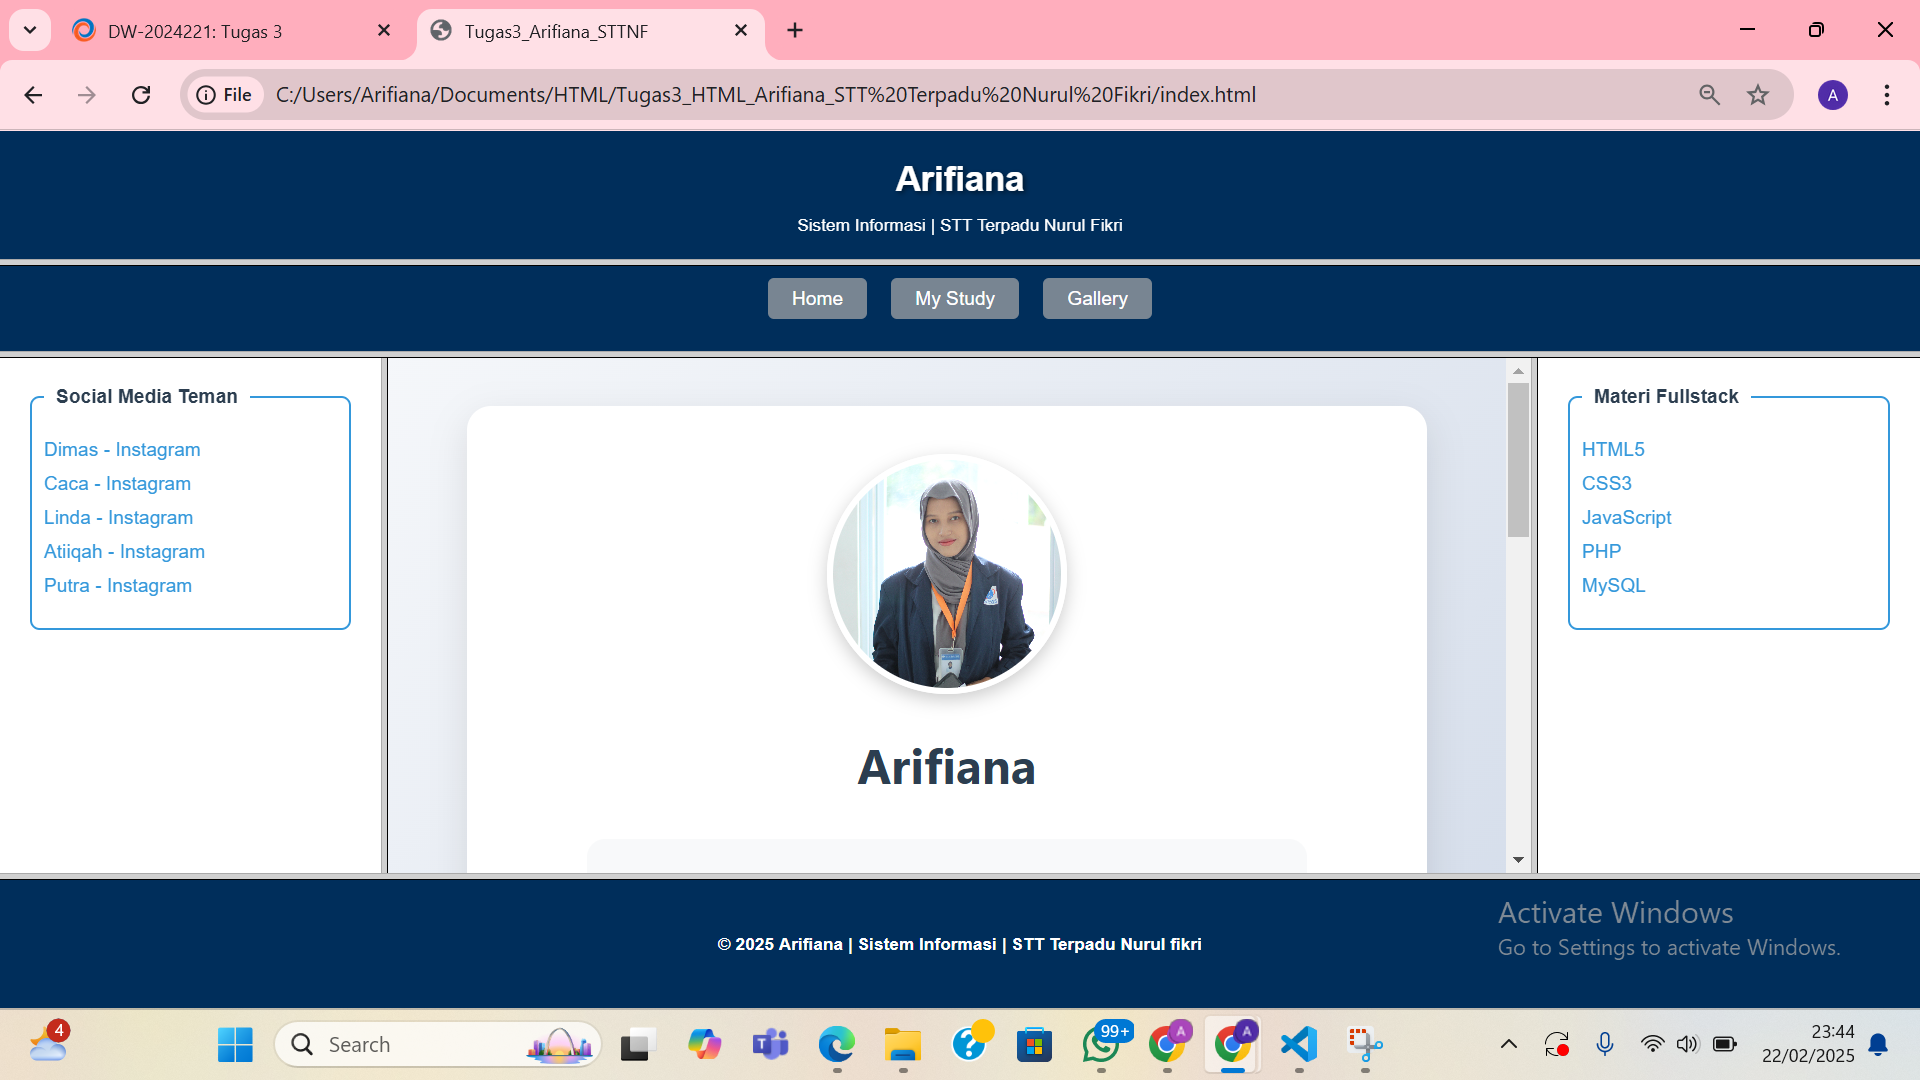 DW-2024221: Tugas 3
Tugas3_Arifiana_STTNF
File
C:/Users/Arifiana/Documents/HTML/Tugas3_HTML_Arifiana_STT%20Terpadu%20Nurul%20Fikri/index.html
A
Arifiana
Sistem Informasi | STT Terpadu Nurul Fikri
Home
My Study
Gallery
Social Media Teman
Dimas - Instagram
Caca - Instagram
Linda - Instagram
Atiiqah - Instagram
Putra - Instagram
Arifiana
Materi Fullstack
HTML5
CSS3
JavaScript
PHP
MySQL
© 2025 Arifiana | Sistem Informasi | STT Terpadu Nurul fikri
Activate Windows
Go to Settings to activate Windows.
4
Search
99+
A
A
23:44
22/02/2025